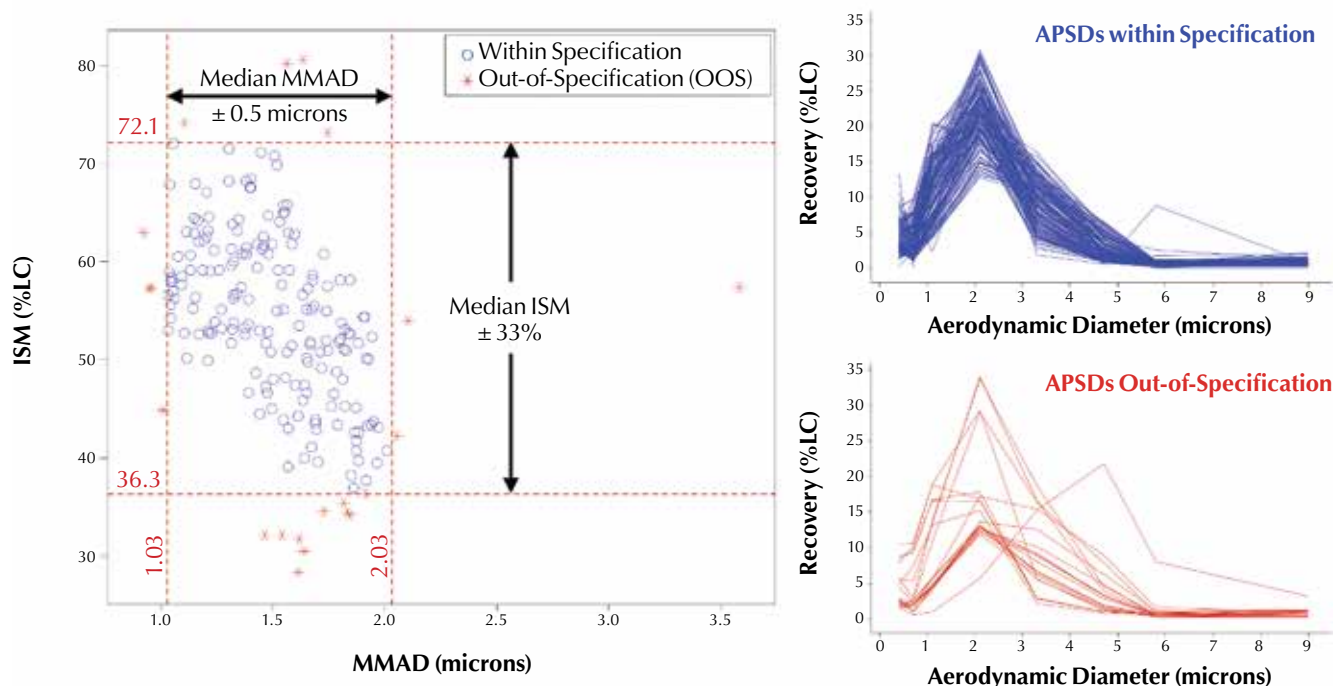 Within Specification
Out-of-Specification (OOS)
Median MMAD
± 0.5 microns
72.1
Median ISM
± 33%
36.3
1.03
2.03
80
70
60
50
40
30
ISM (%LC)
1.0
1.5
2.0
2.5
3.0
3.5
MMAD (microns)
APSDs within Specification
35
30
25
20
15
10
5
0
Recovery (%LC)
0 1 2 3 4 5 6 7 8 9
Aerodynamic Diameter (microns)
APSDs Out-of-Specification
35
30
25
20
15
10
5
0
Recovery (%LC)
0 1 2 3 4 5 6 7 8 9
Aerodynamic Diameter (microns)